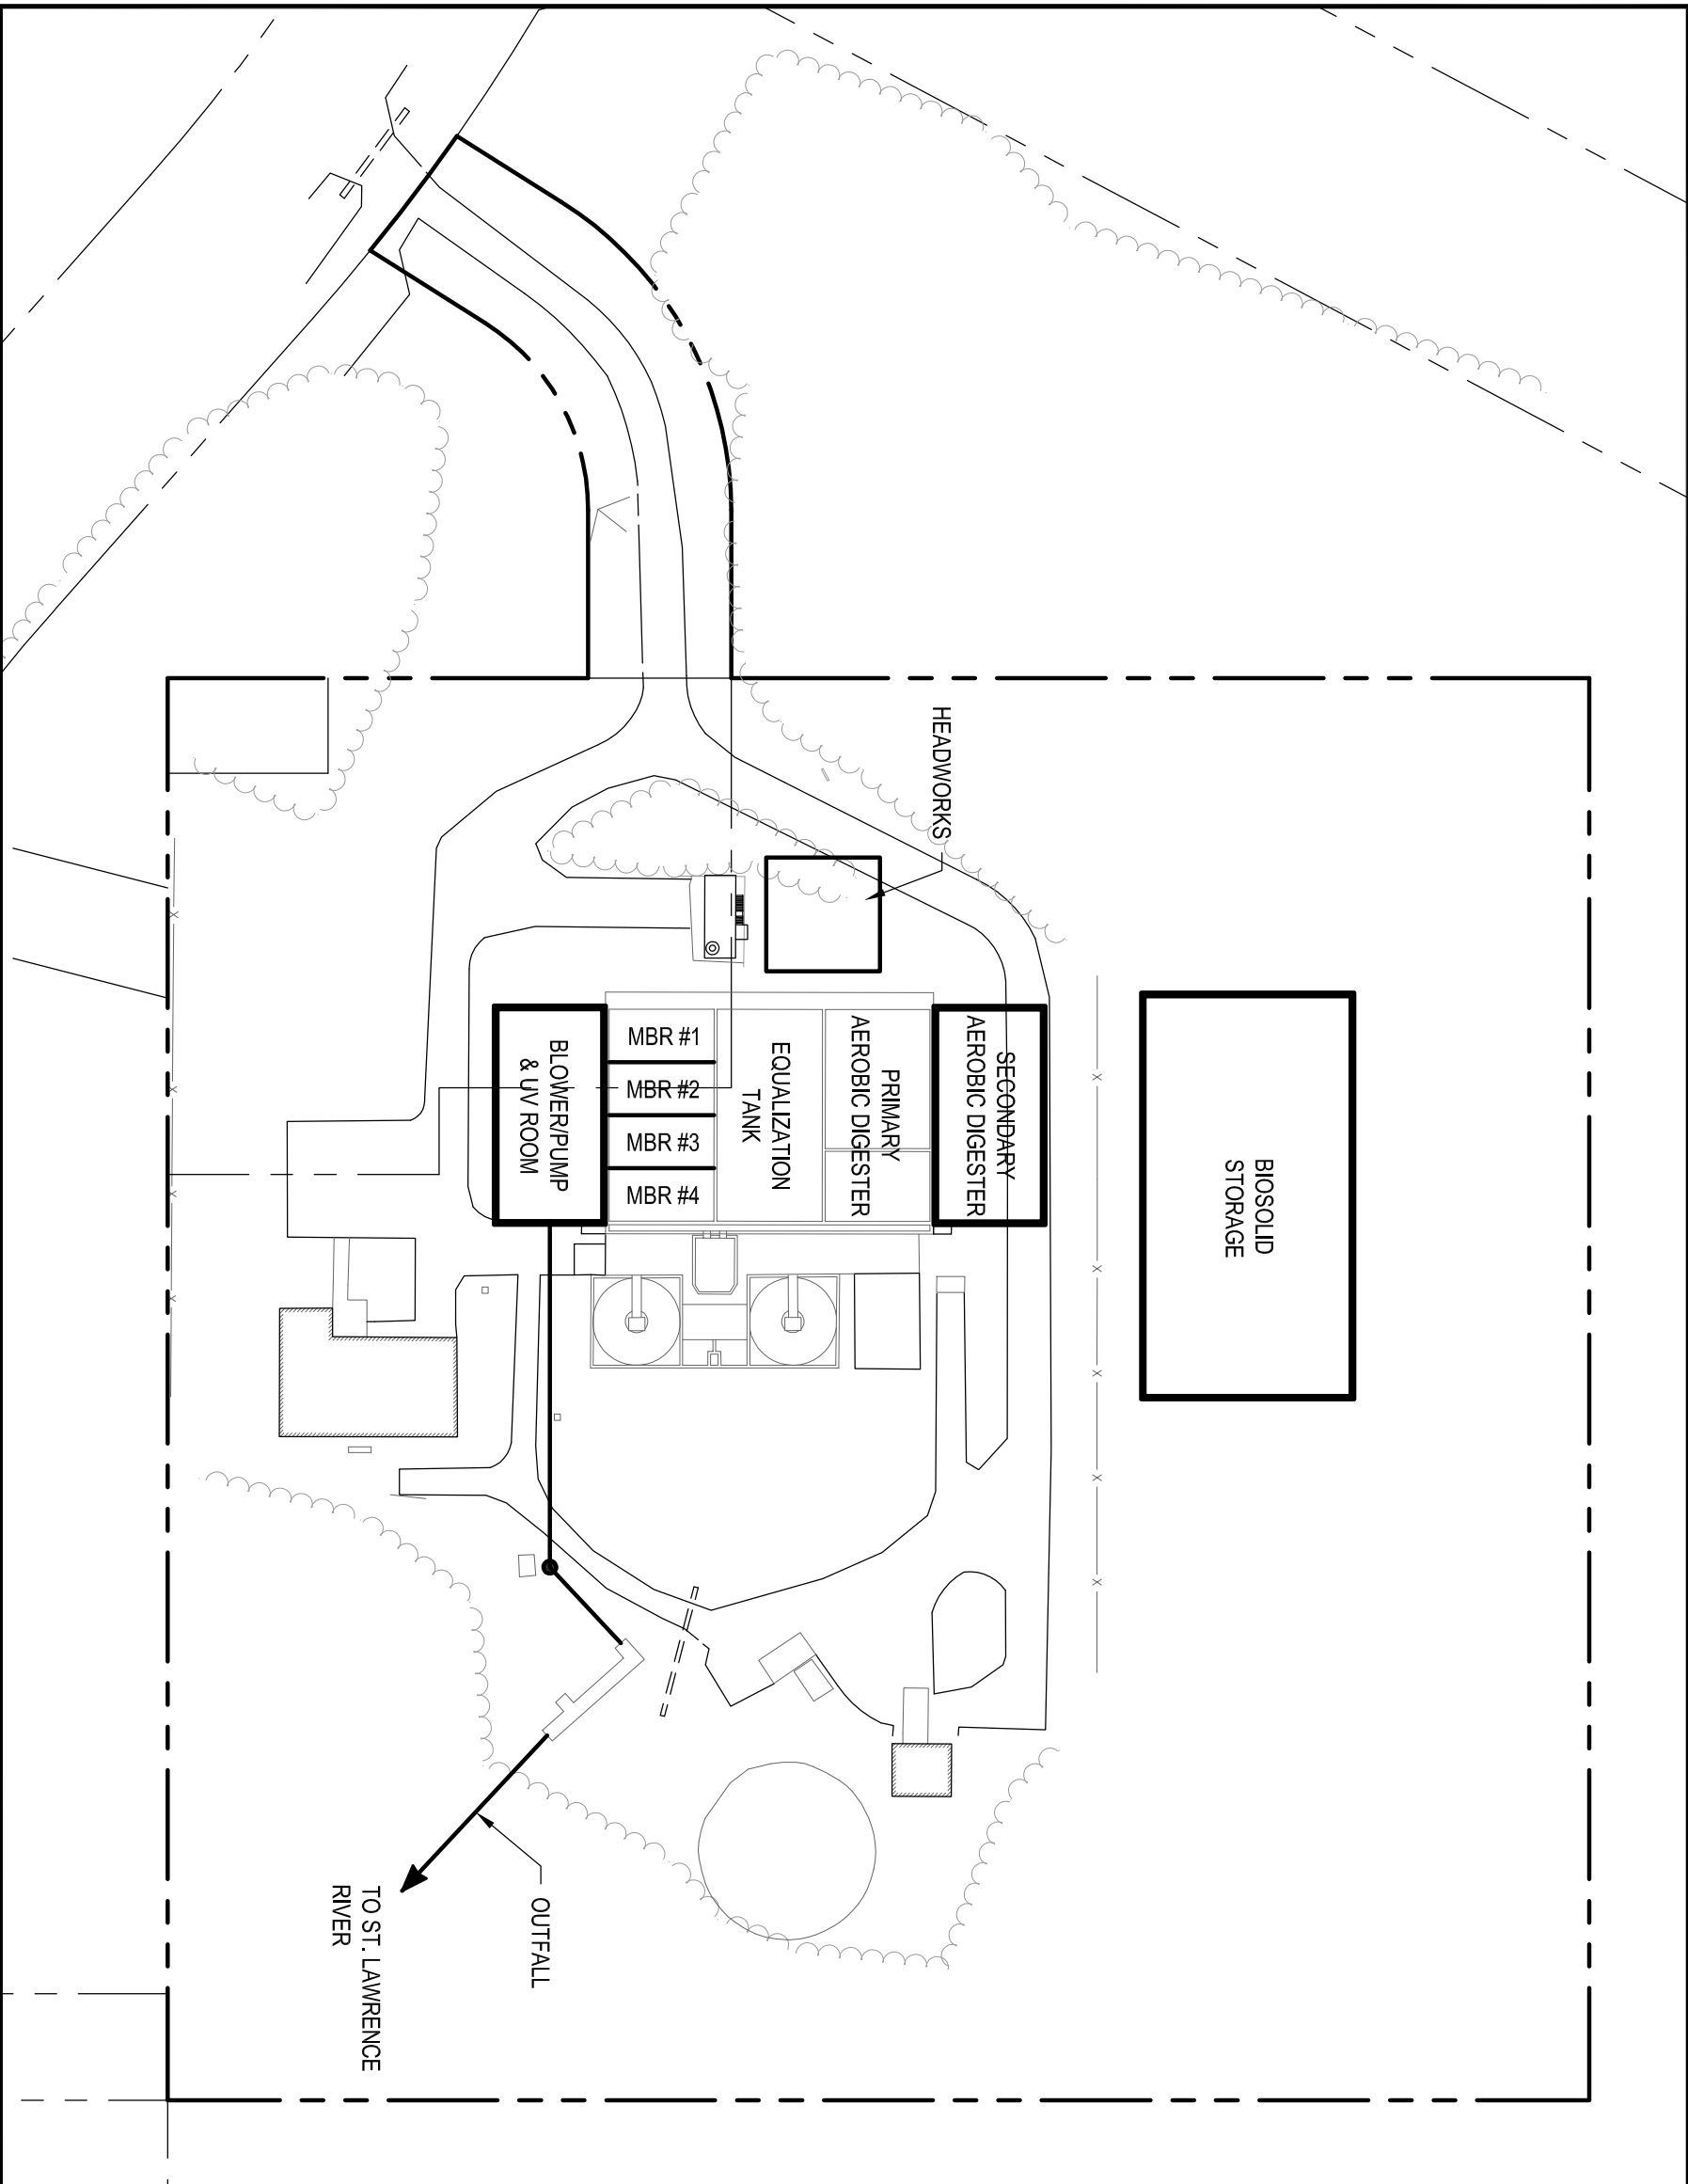 HEADWORKS
MBR #1
MBR #2
MBR #3
MBR #4
BLOWER/PUMP
& UV ROOM
EQUALIZATION
TANK
PRIMARY
AEROBIC DIGESTER
SECONDARY
AEROBIC DIGESTER
BIOSOLID
STORAGE
OUTFALL
TO ST. LAWRENCE
RIVER